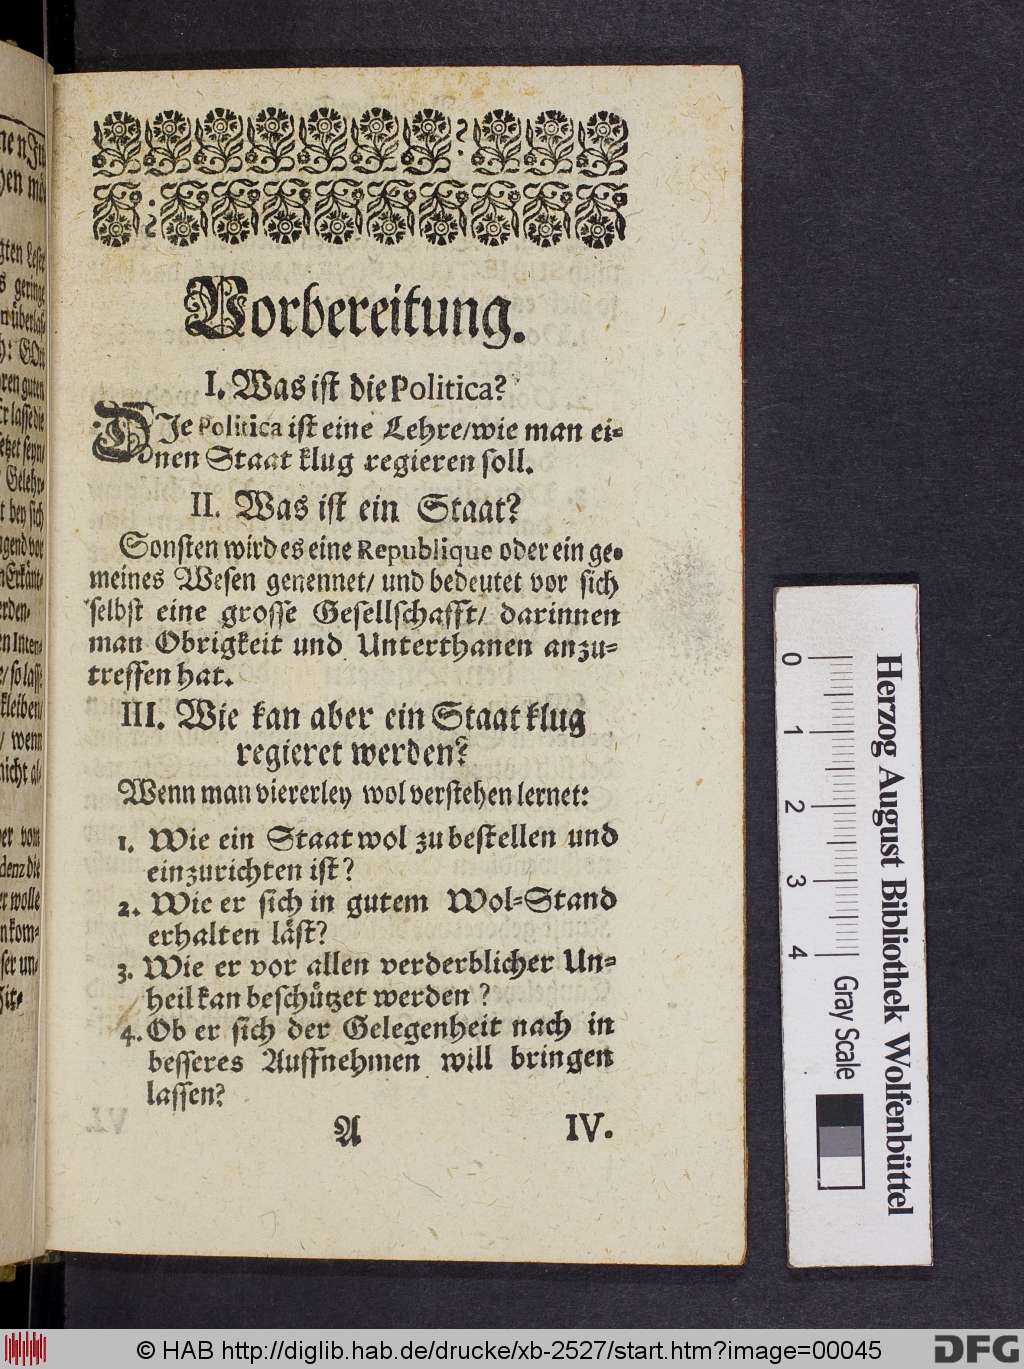 Vorbereitung.
I. Was ist die Politica?
DIe Politica ist eine Lehre/wie man ei-
nen Staat klug regieren soll.
II. Was ist ein Staat?
Sonsten wird es eine Republique oder ein ge-
meines Wesen genennet/ und bedeutet vor sich
selbst eine grosse Gesellschafft/ darinnen
man Obrigkeit und Unterthanen anzu-
treffen hat.
III. Wie kan aber ein Staat klug
regieret werden?
Wenn man viererley wol verstehen lernet:
1. Wie ein Staat wol zu bestellen und
einzurichten ist?
2. Wie er sich in gutem Wol-Stand
erhalten läst?
3. Wie er vor allen verderblicher Un-
heil kan beschützet werden?
4. Ob er sich der Gelegenheit nach in
besseres Auffnehmen will bringen
lassen?
A IV.
0 1 2 3 4
Gray Scale
Herzog August Bibliothek Wolfenbüttel
© HAB http://diglib.hab.de/drucke/xb-2527/start.htm?image=00045
DFG